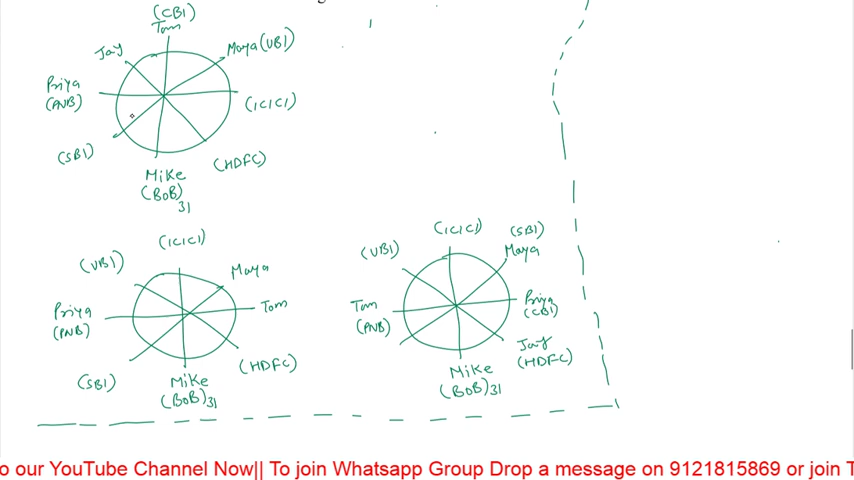 (CBI)
Tom
Jay
Maya (UBI)
Priya
(PNB)
(ICICI)
(SBI)
(HDFC)
Mike
(BOB)
31
(ICICI)
(UBI)
Maya
Priya
(PNB)
Tom
(SBI)
(HDFC)
Mike
(BOB)31
(ICICI)
(SBI)
(UBI)
Maya
Tom
(PNB)
Priya
(CBI)
Jay
(HDFC)
Mike
(BOB)31
o our YouTube Channel Now|| To join Whatsapp Group Drop a message on 9121815869 or join T